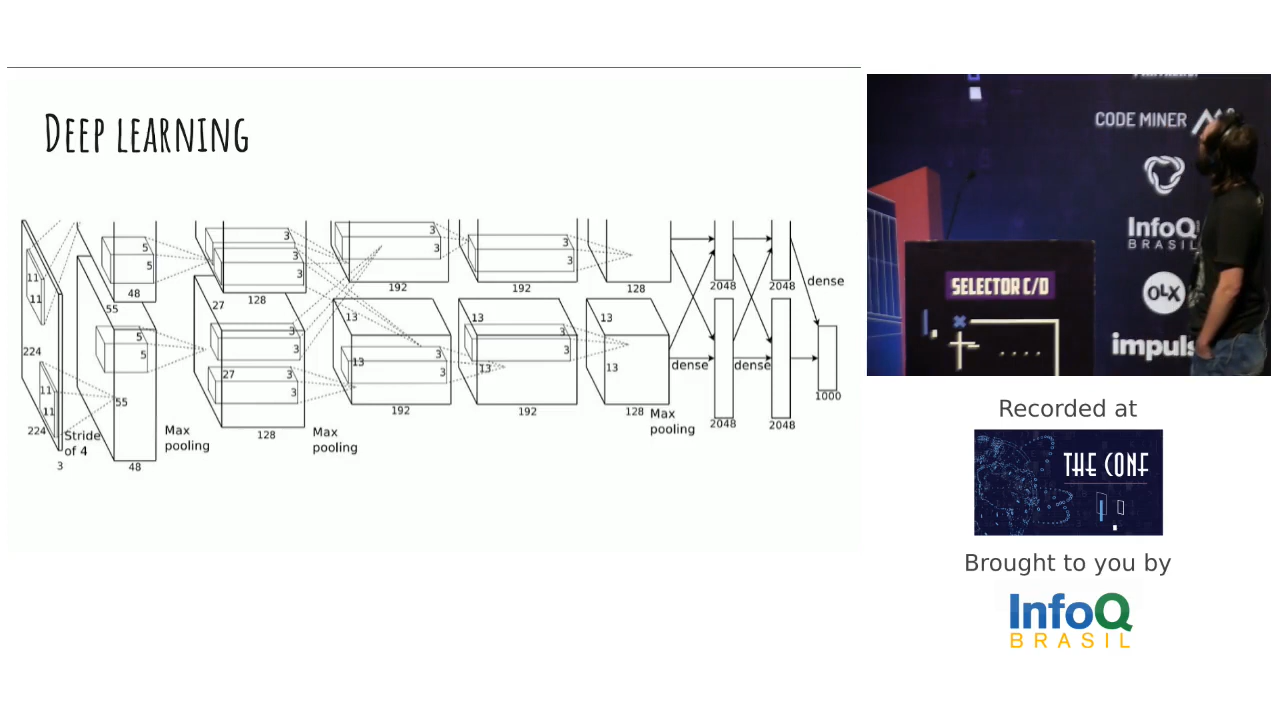 Deep learning
11
11
224
11
11
224
3
Stride
of 4
5
5
48
55
5
5
55
48
Max
pooling
3
3
3
128
27
3
3
27
3
3
128
Max
pooling
3
3
192
13
3
3
13
192
3
3
192
13
3
3
13
192
128
13
13
128
Max
pooling
2048
2048
dense
dense
dense
2048
2048
1000
CODE MINER
InfoQ
BRASIL
OLX
impuls
SELECTOR C/D
Recorded at
THE CONF
Brought to you by
InfoQ
BRASIL